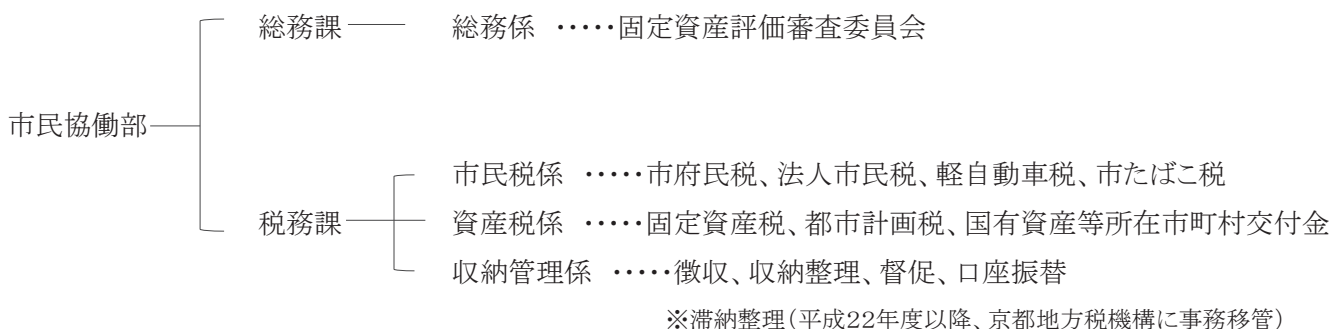 総務課 総務係 ・・・・・固定資産評価審査委員会
市民協働部
市民税係 ・・・・・市府民税、法人市民税、軽自動車税、市たばこ税
税務課 資産税係 ・・・・・固定資産税、都市計画税、国有資産等所在市町村交付金
収納管理係 ・・・・・徴収、収納整理、督促、口座振替
※滞納整理(平成22年度以降、京都地方税機構に事務移管)